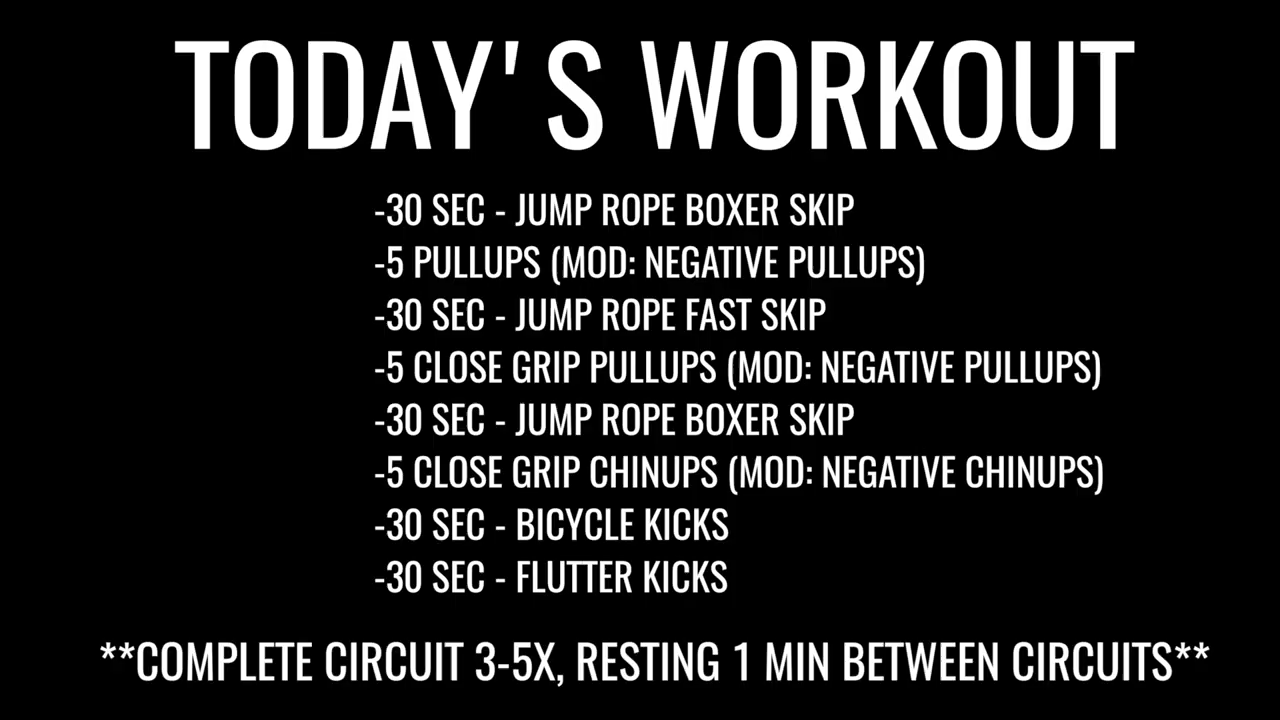 TODAY'S WORKOUT
-30 SEC - JUMP ROPE BOXER SKIP
-5 PULLUPS (MOD: NEGATIVE PULLUPS)
-30 SEC - JUMP ROPE FAST SKIP
-5 CLOSE GRIP PULLUPS (MOD: NEGATIVE PULLUPS)
-30 SEC - JUMP ROPE BOXER SKIP
-5 CLOSE GRIP CHINUPS (MOD: NEGATIVE CHINUPS)
-30 SEC - BICYCLE KICKS
-30 SEC - FLUTTER KICKS
**COMPLETE CIRCUIT 3-5X, RESTING 1 MIN BETWEEN CIRCUITS**